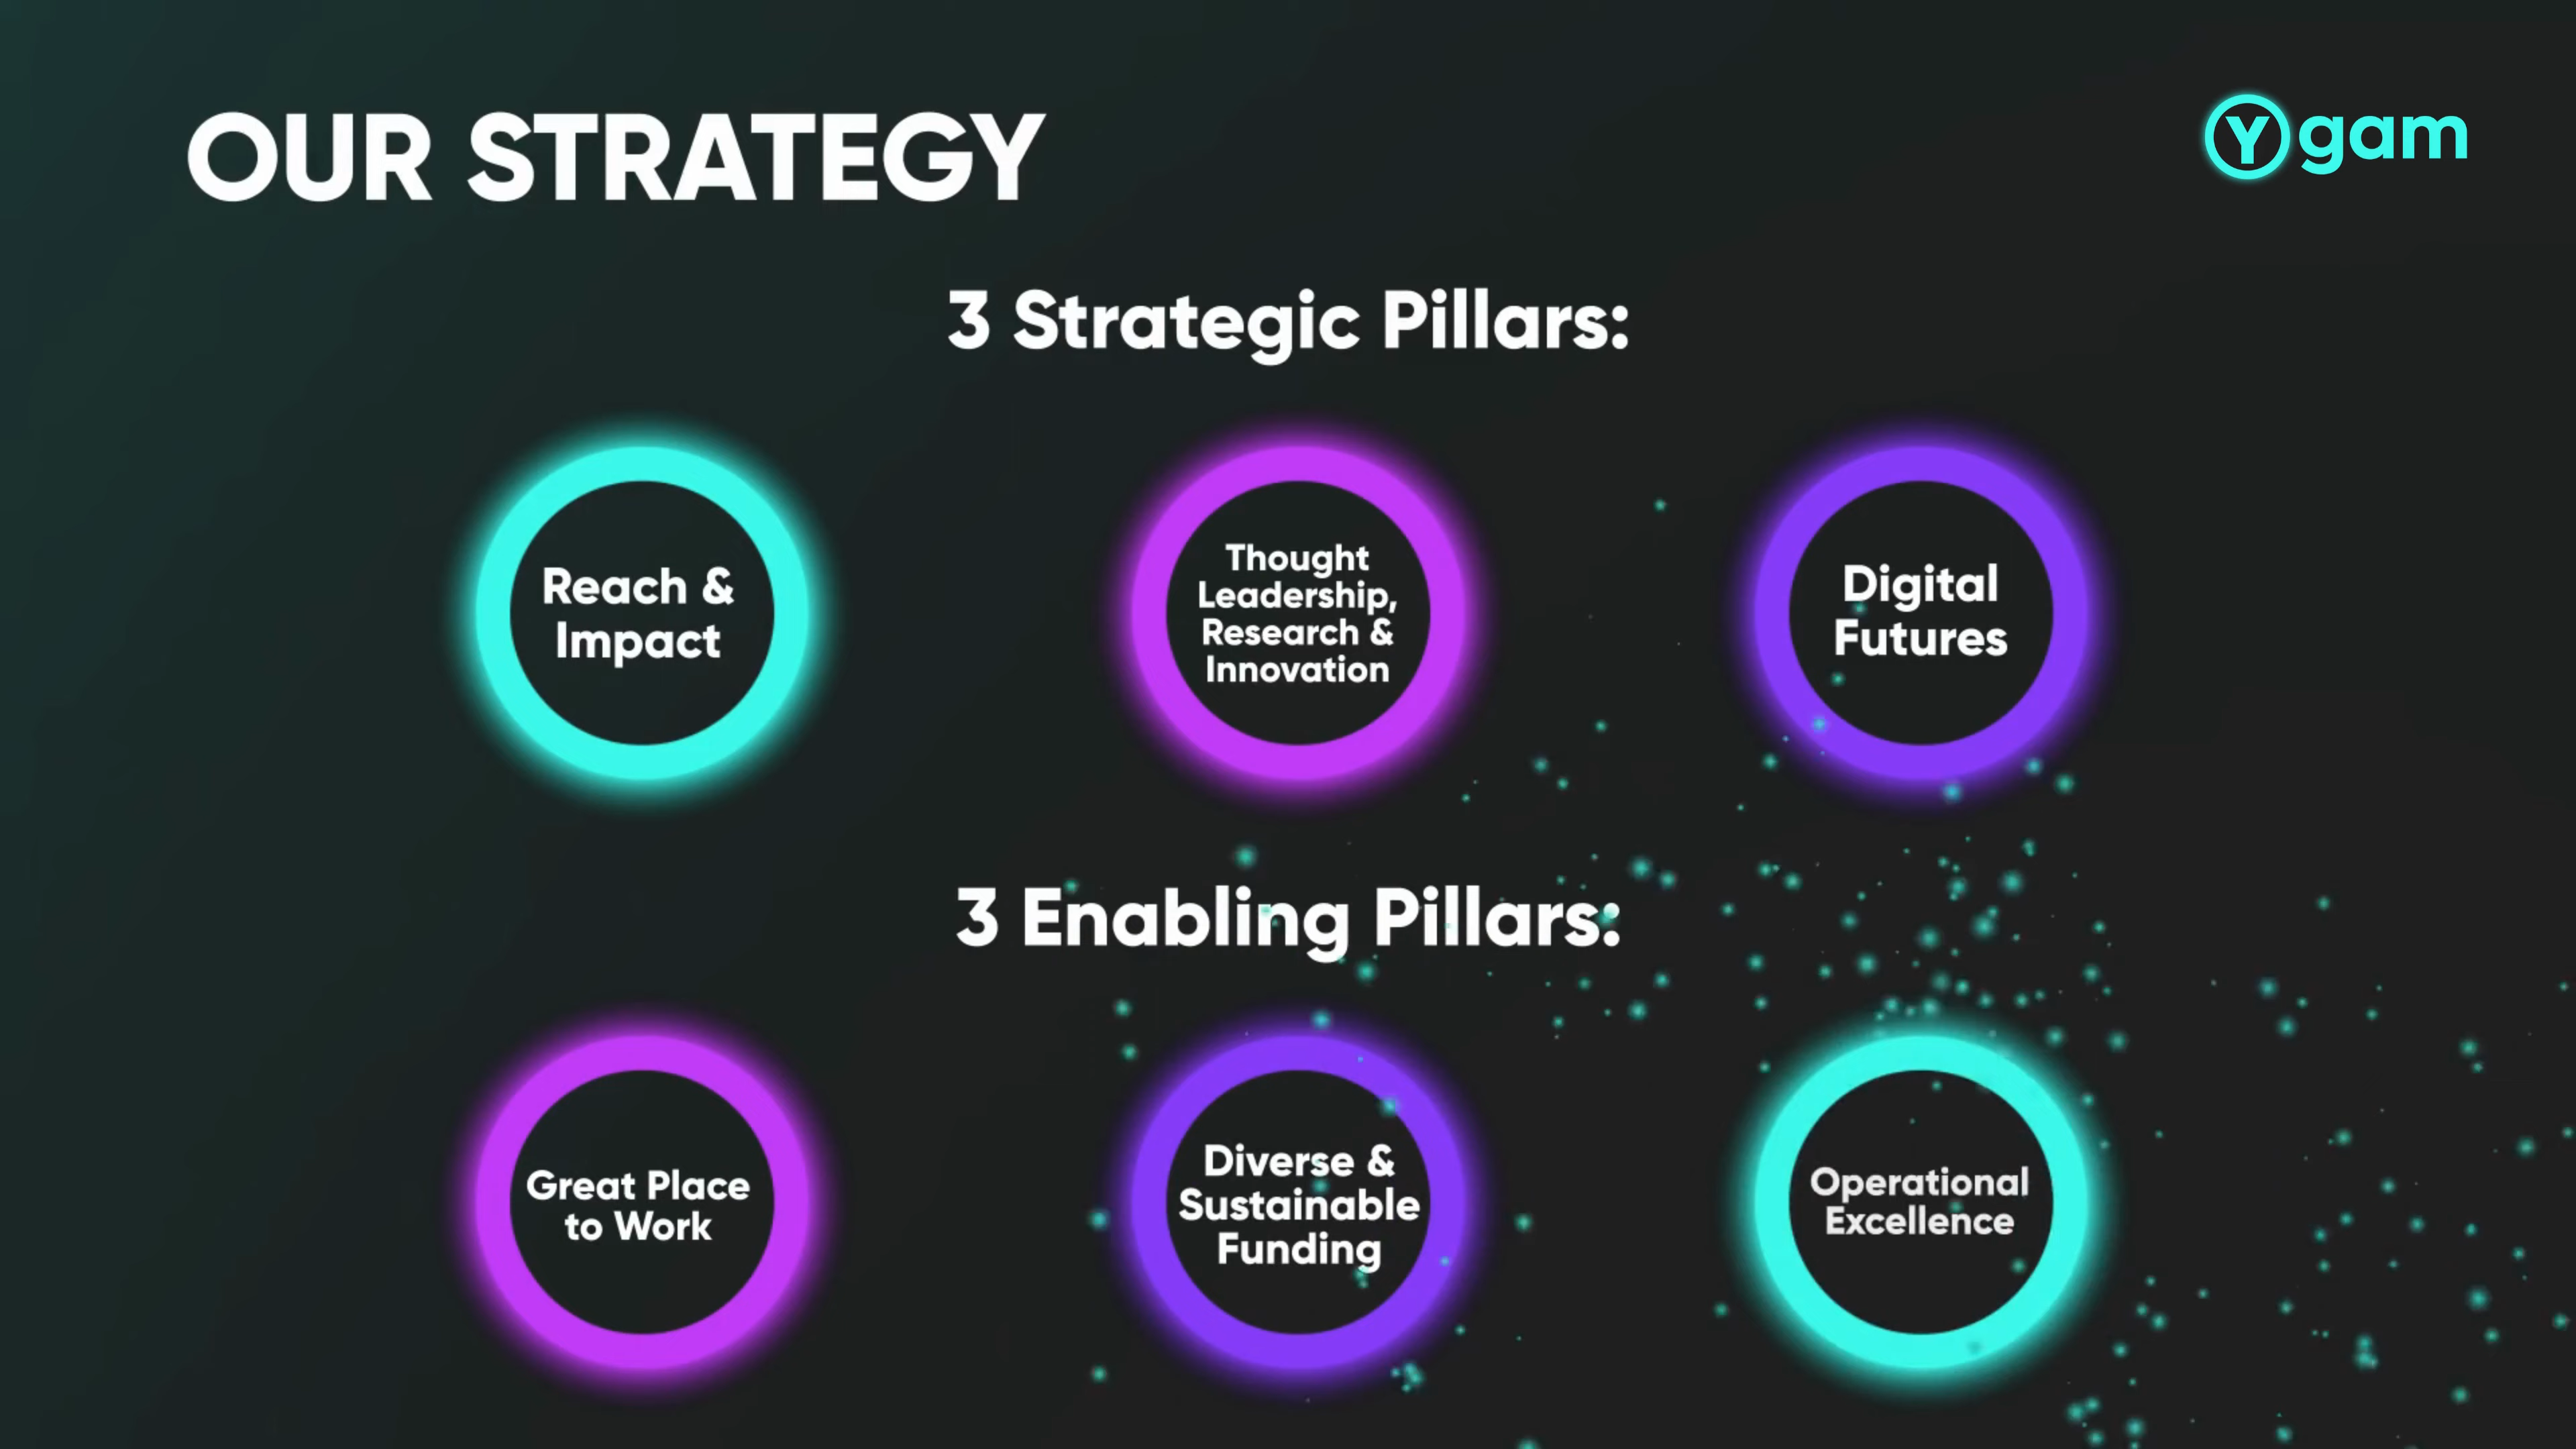 OUR STRATEGY
Ygam
3 Strategic Pillars:
Reach &
Impact
Thought
Leadership,
Research &
Innovation
Digital
Futures
3 Enabling Pillars:
Great Place
to Work
Diverse &
Sustainable
Funding
Operational
Excellence